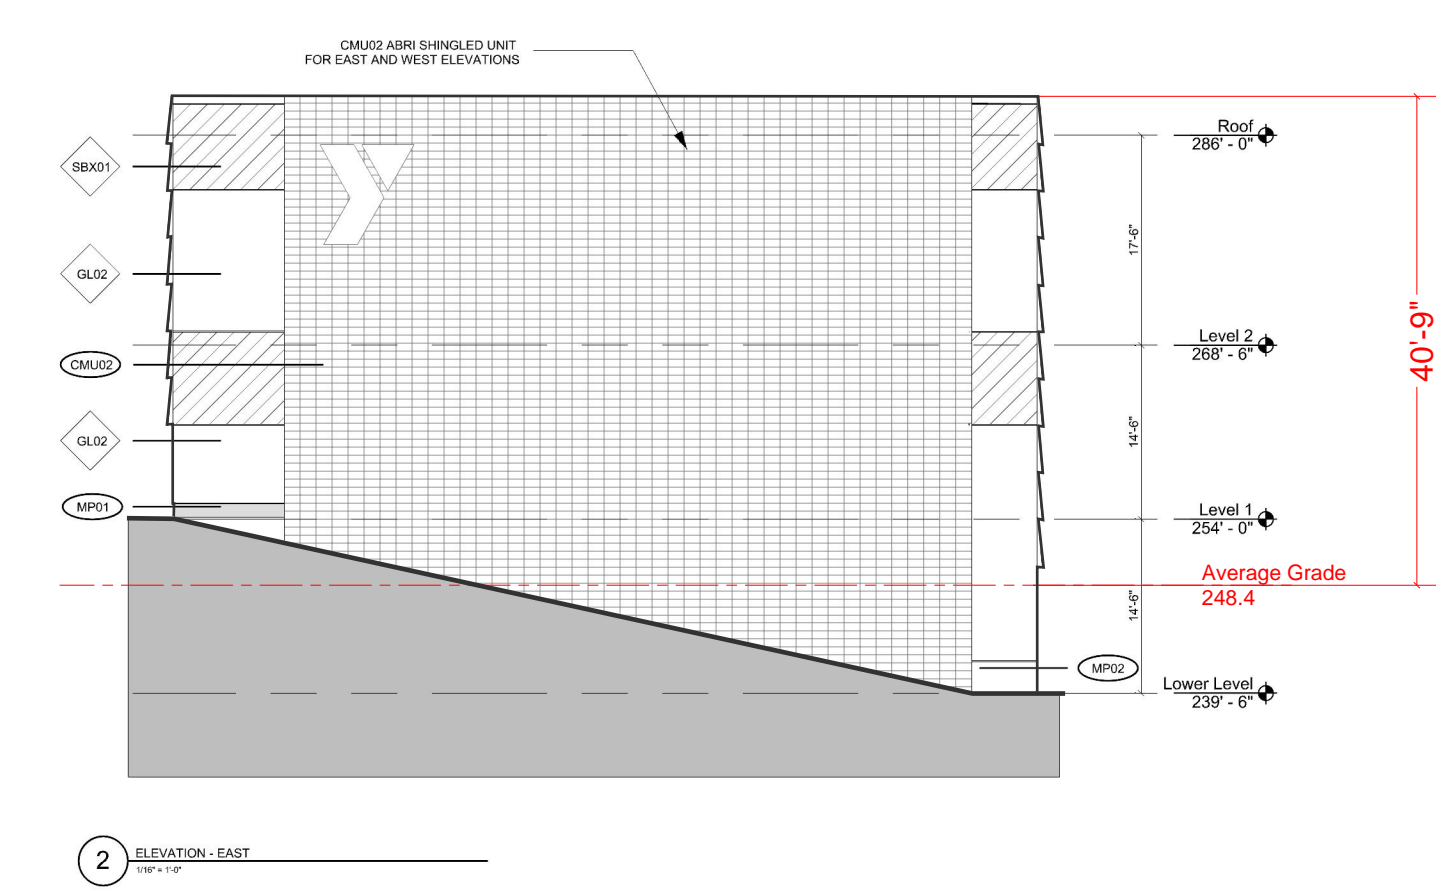 CMU02 ABRI SHINGLED UNIT
FOR EAST AND WEST ELEVATIONS
Roof
286' - 0"
SBX01
17'-6"
GL02
40'-9"
Level 2
268' - 6"
CMU02
14'-6"
GL02
MP01
Level 1
254' - 0"
Average Grade
248.4
14'-6"
MP02
Lower Level
239' - 6"
2
ELEVATION - EAST
1/16" = 1'-0"